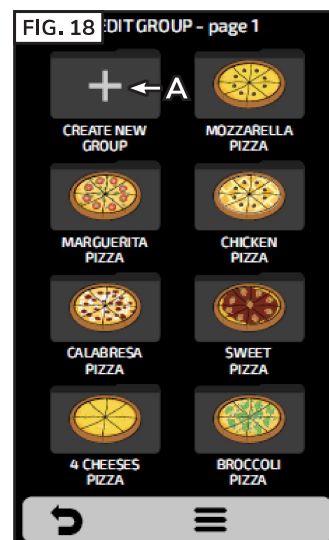 FIG. 18
EDIT GROUP - page 1
A
CREATE NEW
GROUP
MOZZARELLA
PIZZA
MARGUERITA
PIZZA
CHICKEN
PIZZA
CALABRESA
PIZZA
SWEET
PIZZA
4 CHEESES
PIZZA
BROCCOLI
PIZZA